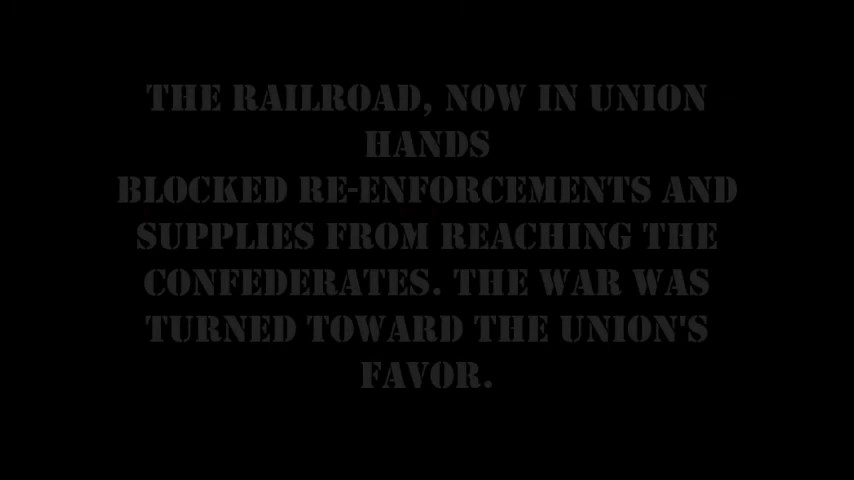 THE RAILROAD, NOW IN UNION
HANDS
BLOCKED RE-ENFORCEMENTS AND
SUPPLIES FROM REACHING THE
CONFEDERATES. THE WAR WAS
TURNED TOWARD THE UNION'S
FAVOR.